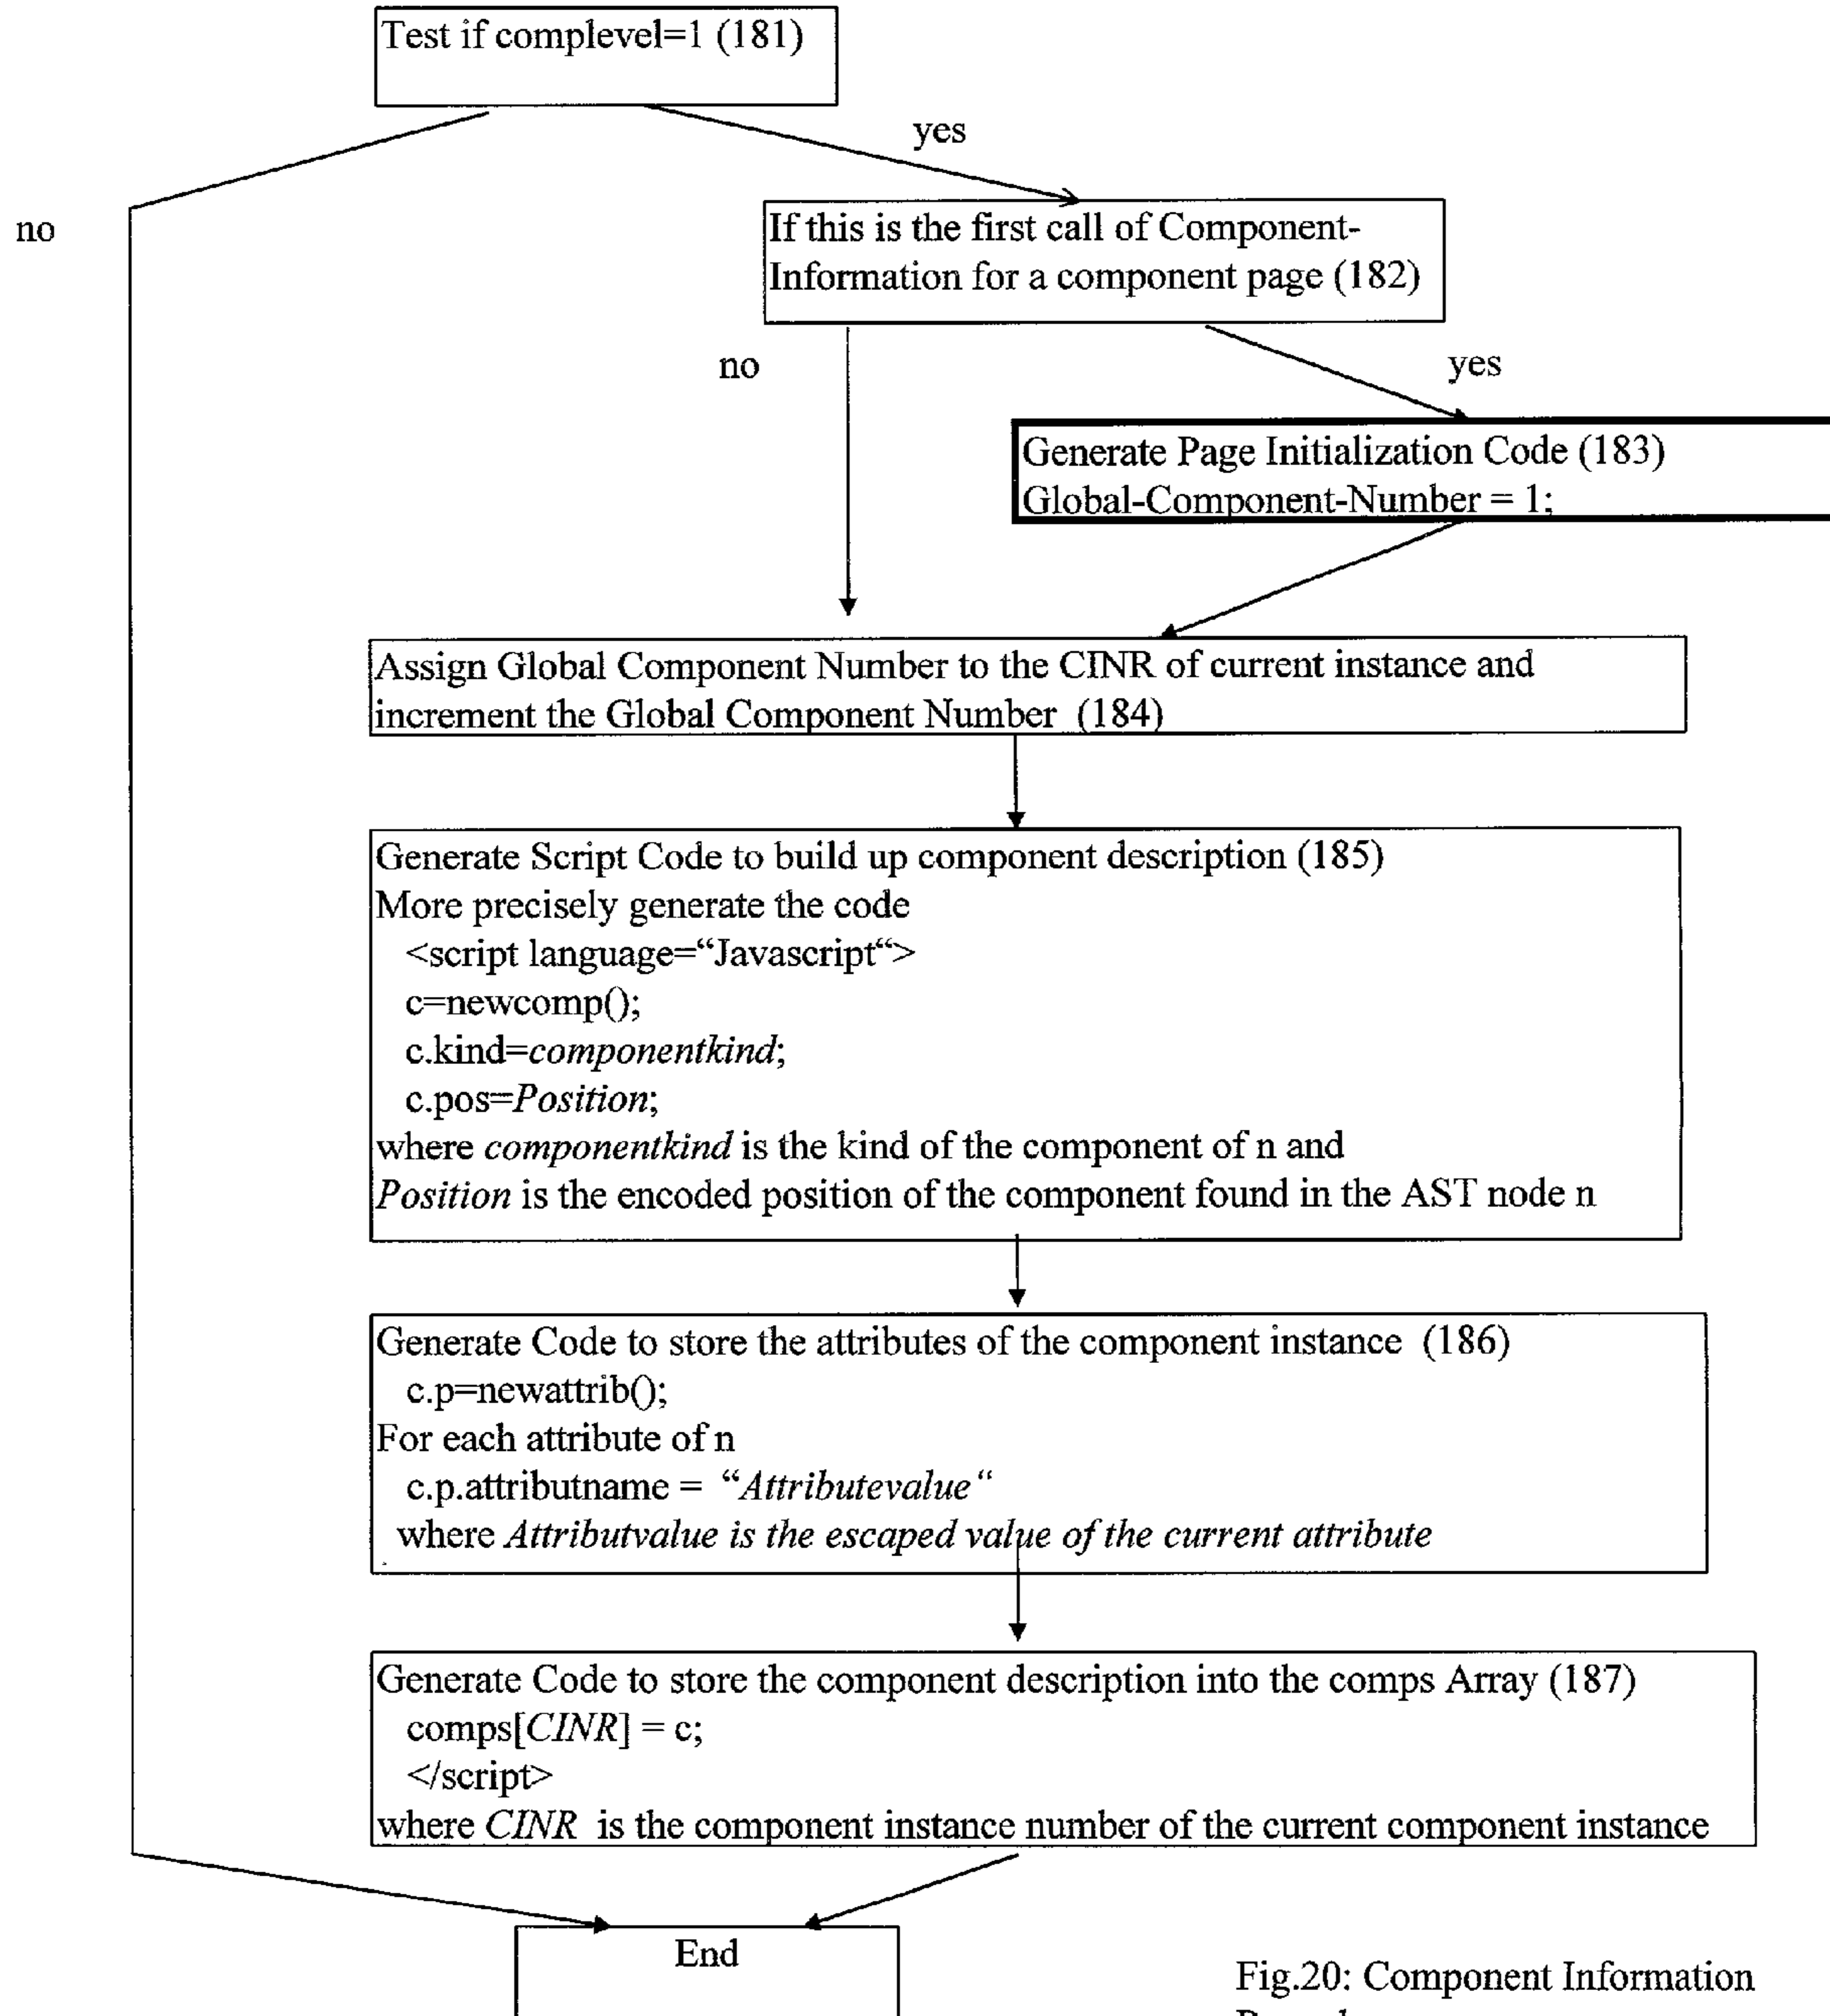 Test if complevel=1 (181)
yes
no
If this is the first call of Component-
Information for a component page (182)
no
yes
Generate Page Initialization Code (183)
Global-Component-Number = 1;
Assign Global Component Number to the CINR of current instance and
increment the Global Component Number (184)
Generate Script Code to build up component description (185)
More precisely generate the code
<script language=“Javascript“>
c=newcomp();
c.kind=componentkind;
c.pos=Position;
where componentkind is the kind of the component of n and
Position is the encoded position of the component found in the AST node n
Generate Code to store the attributes of the component instance (186)
c.p=newattrib();
For each attribute of n
c.p.attributname = “Attributevalue“
where Attributvalue is the escaped value of the current attribute
Generate Code to store the component description into the comps Array (187)
comps[CINR] = c;
</script>
where CINR is the component instance number of the current component instance
End
Fig.20: Component Information